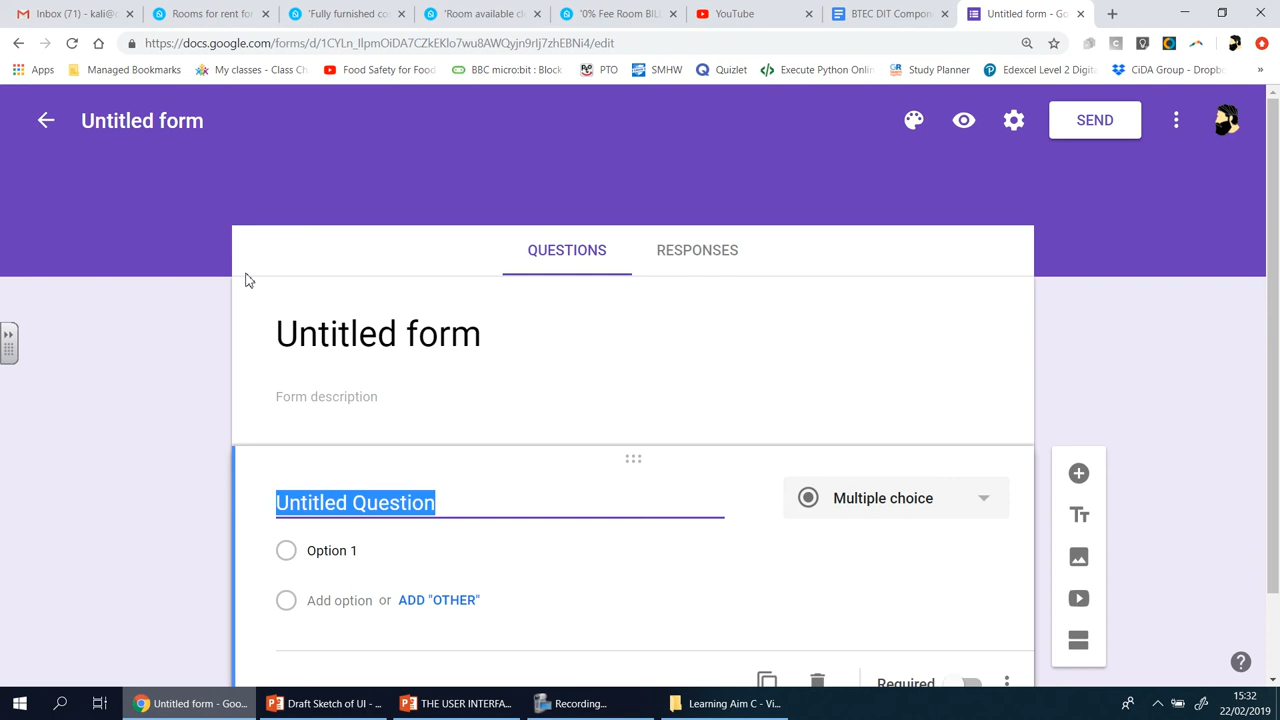 Inbox (71) - kali@c
Rooms for rent for
'Fully furnished co
'Room available d
'0% Fee Room BIL
YouTube
BTEC DIT Compon
Untitled form - Go
https://docs.google.com/forms/d/1CYLn_IlpmOiDA7CZkEKlo7wu8AWQyjn9rIj7zhEBNi4/edit
Apps
Managed Bookmarks
My classes - Class Ch
Food Safety for Food
BBC micro:bit : Block
PTO
SMHW
Quizlet
Execute Python Onlin
Study Planner
Edexcel Level 2 Digita
CiDA Group - Dropbo
»
Untitled form
SEND
QUESTIONS
RESPONSES
Untitled form
Form description
Untitled Question
Multiple choice
Option 1
Add option or ADD "OTHER"
Required
Untitled form - Goo...
Draft Sketch of UI - ...
THE USER INTERFA...
Recording...
Learning Aim C - Vi...
15:32
22/02/2019